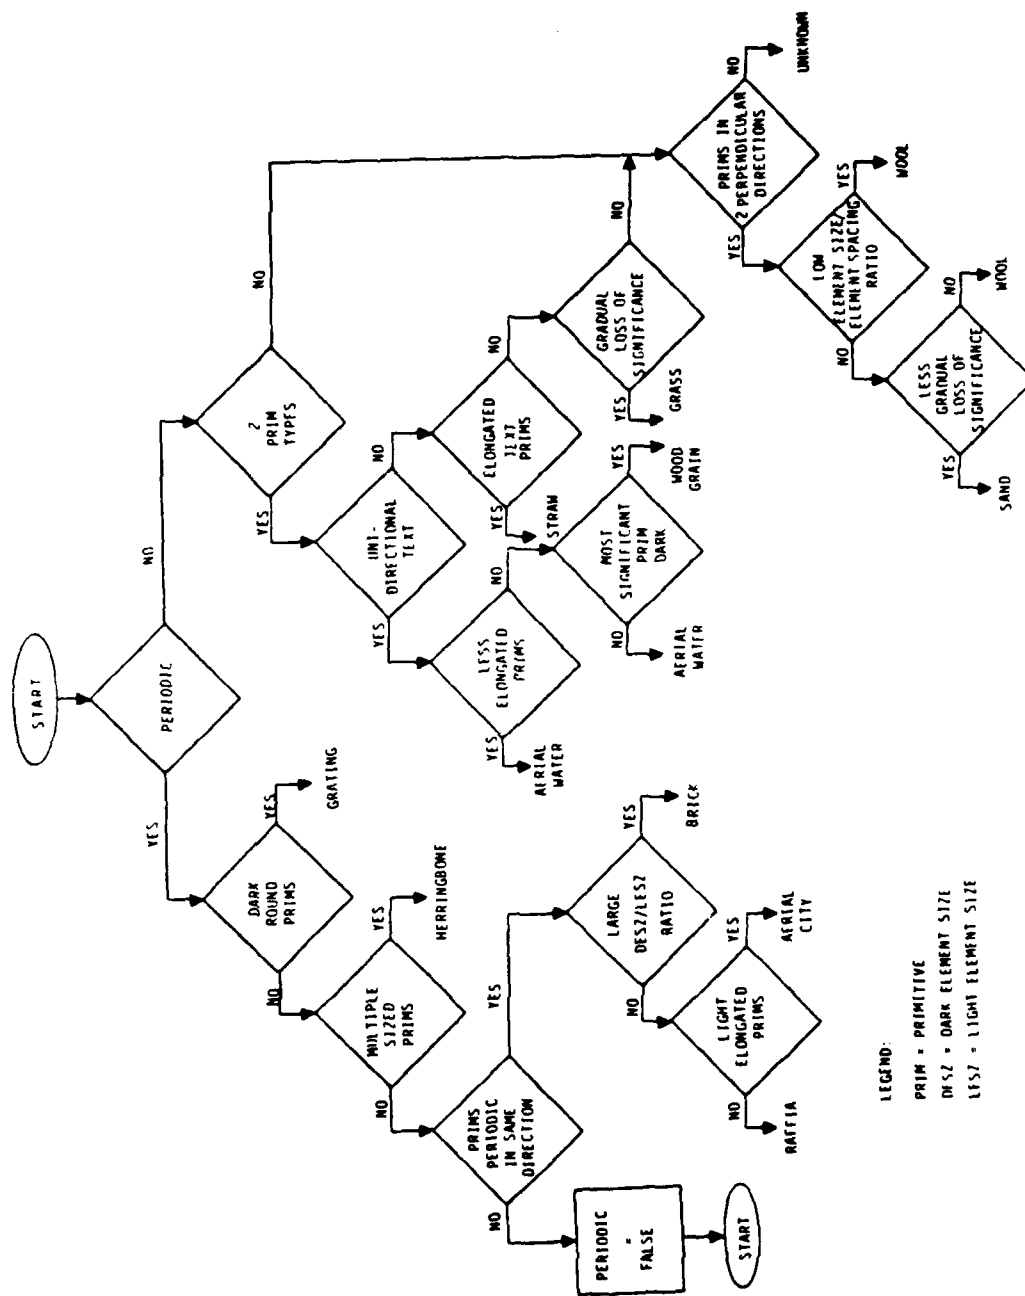 START
PERIODIC
YES
NO
DARK
ROUND
PRIMS
YES
GRATING
NO
MULTIPLE
SIZED
PRIMS
YES
HERRINGBONE
NO
PRIMS
PERIODIC
IN SAME
DIRECTION
YES
NO
PERIODIC
=
FALSE
START
LARGE
DESZ/LESZ
RATIO
YES
BRICK
NO
LIGHT
ELONGATED
PRIMS
YES
AERIAL
CITY
NO
RAFFIA
2
PRIM
TYPES
NO
YES
UNI-
DIRECTIONAL
TEXT
NO
YES
ELONGATED
TEXT
PRIMS
NO
YES
STRAW
GRADUAL
LOSS OF
SIGNIFICANCE
NO
YES
GRASS
LESS
ELONGATED
PRIMS
YES
AERIAL
WATER
NO
MOST
SIGNIFICANT
PRIM
DARK
YES
WOOD
GRAIN
NO
AERIAL
WATER
PRIMS IN
2 PERPENDICULAR
DIRECTIONS
NO
UNKNOWN
YES
LOW
ELEMENT SIZE/
ELEMENT SPACING
RATIO
YES
WOOL
NO
LESS
GRADUAL
LOSS OF
SIGNIFICANCE
NO
WOOL
YES
SAND
LEGEND:
PRIM = PRIMITIVE
DESZ = DARK ELEMENT SIZE
LESZ = LIGHT ELEMENT SIZE